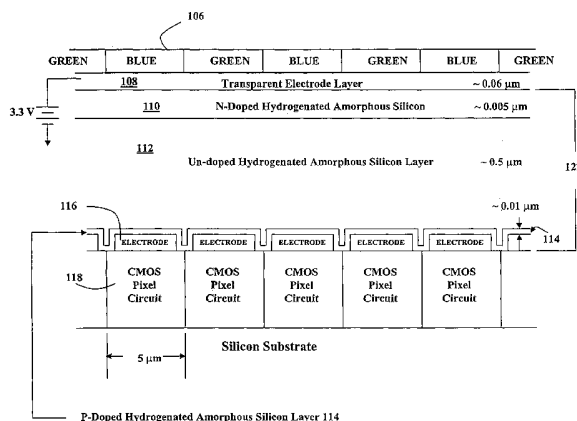 106
GREEN BLUE GREEN BLUE GREEN BLUE GREEN
108 Transparent Electrode Layer ~ 0.06 µm
3.3 V
110 N-Doped Hydrogenated Amorphous Silicon ~ 0.005 µm
112
Un-doped Hydrogenated Amorphous Silicon Layer ~ 0.5 µm
12
~ 0.01 µm
116
114
ELECTRODE ELECTRODE ELECTRODE ELECTRODE ELECTRODE
118
CMOS CMOS CMOS CMOS CMOS
Pixel Pixel Pixel Pixel Pixel
Circuit Circuit Circuit Circuit Circuit
Silicon Substrate
5 µm
P-Doped Hydrogenated Amorphous Silicon Layer 114